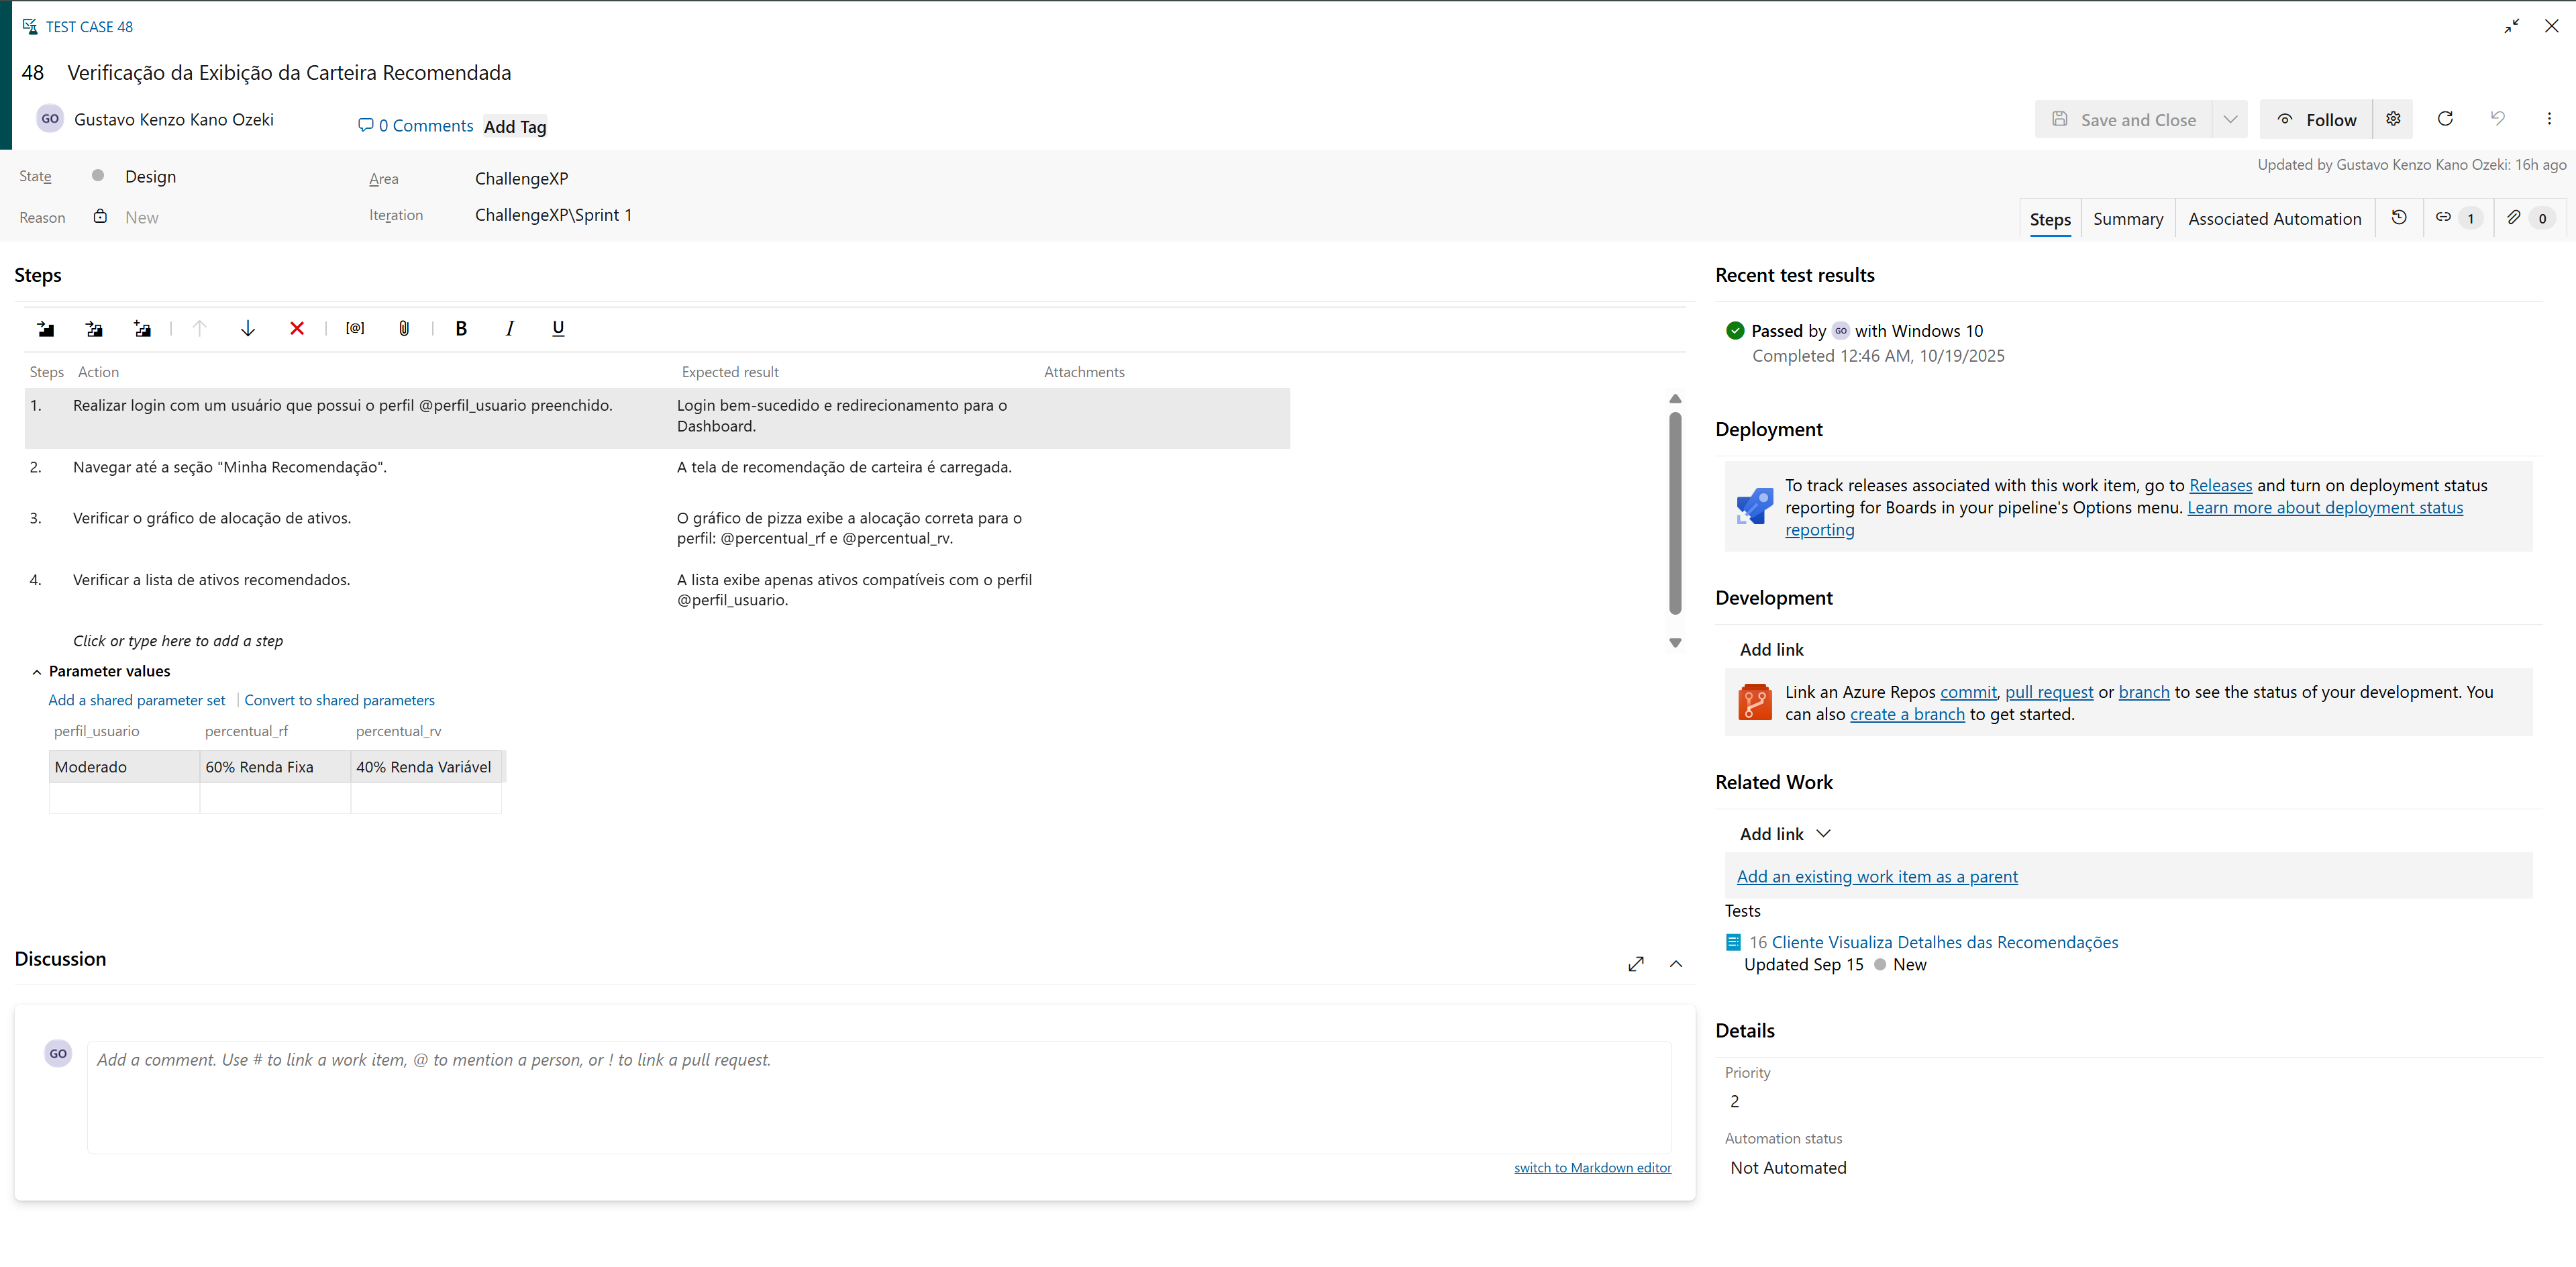 TEST CASE 48
48 Verificação da Exibição da Carteira Recomendada
GO Gustavo Kenzo Kano Ozeki
0 Comments
Add Tag
Save and Close
Follow
State
Design
Area
ChallengeXP
Updated by Gustavo Kenzo Kano Ozeki: 16h ago
Reason
New
Iteration
ChallengeXP\Sprint 1
Steps
Summary
Associated Automation
1
0
Steps
[@]
B
I
U
Steps Action Expected result Attachments
1. Realizar login com um usuário que possui o perfil @perfil_usuario preenchido.
Login bem-sucedido e redirecionamento para o
Dashboard.
2. Navegar até a seção "Minha Recomendação".
A tela de recomendação de carteira é carregada.
3. Verificar o gráfico de alocação de ativos.
O gráfico de pizza exibe a alocação correta para o
perfil: @percentual_rf e @percentual_rv.
4. Verificar a lista de ativos recomendados.
A lista exibe apenas ativos compatíveis com o perfil
@perfil_usuario.
Click or type here to add a step
Parameter values
Add a shared parameter set | Convert to shared parameters
perfil_usuario percentual_rf percentual_rv
Moderado 60% Renda Fixa 40% Renda Variável
Discussion
GO
Add a comment. Use # to link a work item, @ to mention a person, or ! to link a pull request.
switch to Markdown editor
Recent test results
Passed by GO with Windows 10
Completed 12:46 AM, 10/19/2025
Deployment
To track releases associated with this work item, go to Releases and turn on deployment status
reporting for Boards in your pipeline's Options menu. Learn more about deployment status
reporting
Development
Add link
Link an Azure Repos commit, pull request or branch to see the status of your development. You
can also create a branch to get started.
Related Work
Add link
Add an existing work item as a parent
Tests
16 Cliente Visualiza Detalhes das Recomendações
Updated Sep 15 New
Details
Priority
2
Automation status
Not Automated